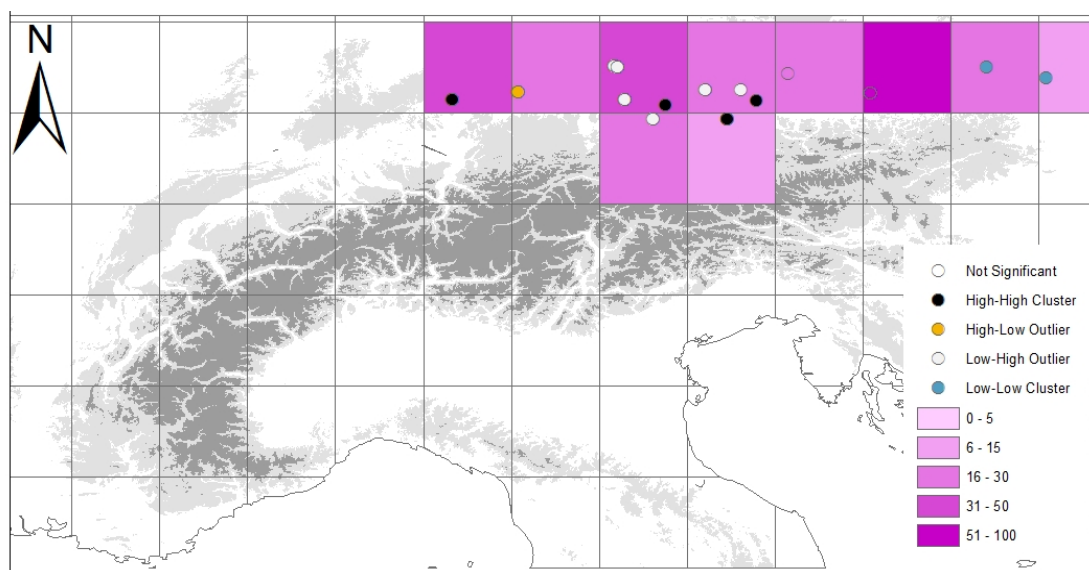 N
Not Significant
High-High Cluster
High-Low Outlier
Low-High Outlier
Low-Low Cluster
0 - 5
6 - 15
16 - 30
31 - 50
51 - 100